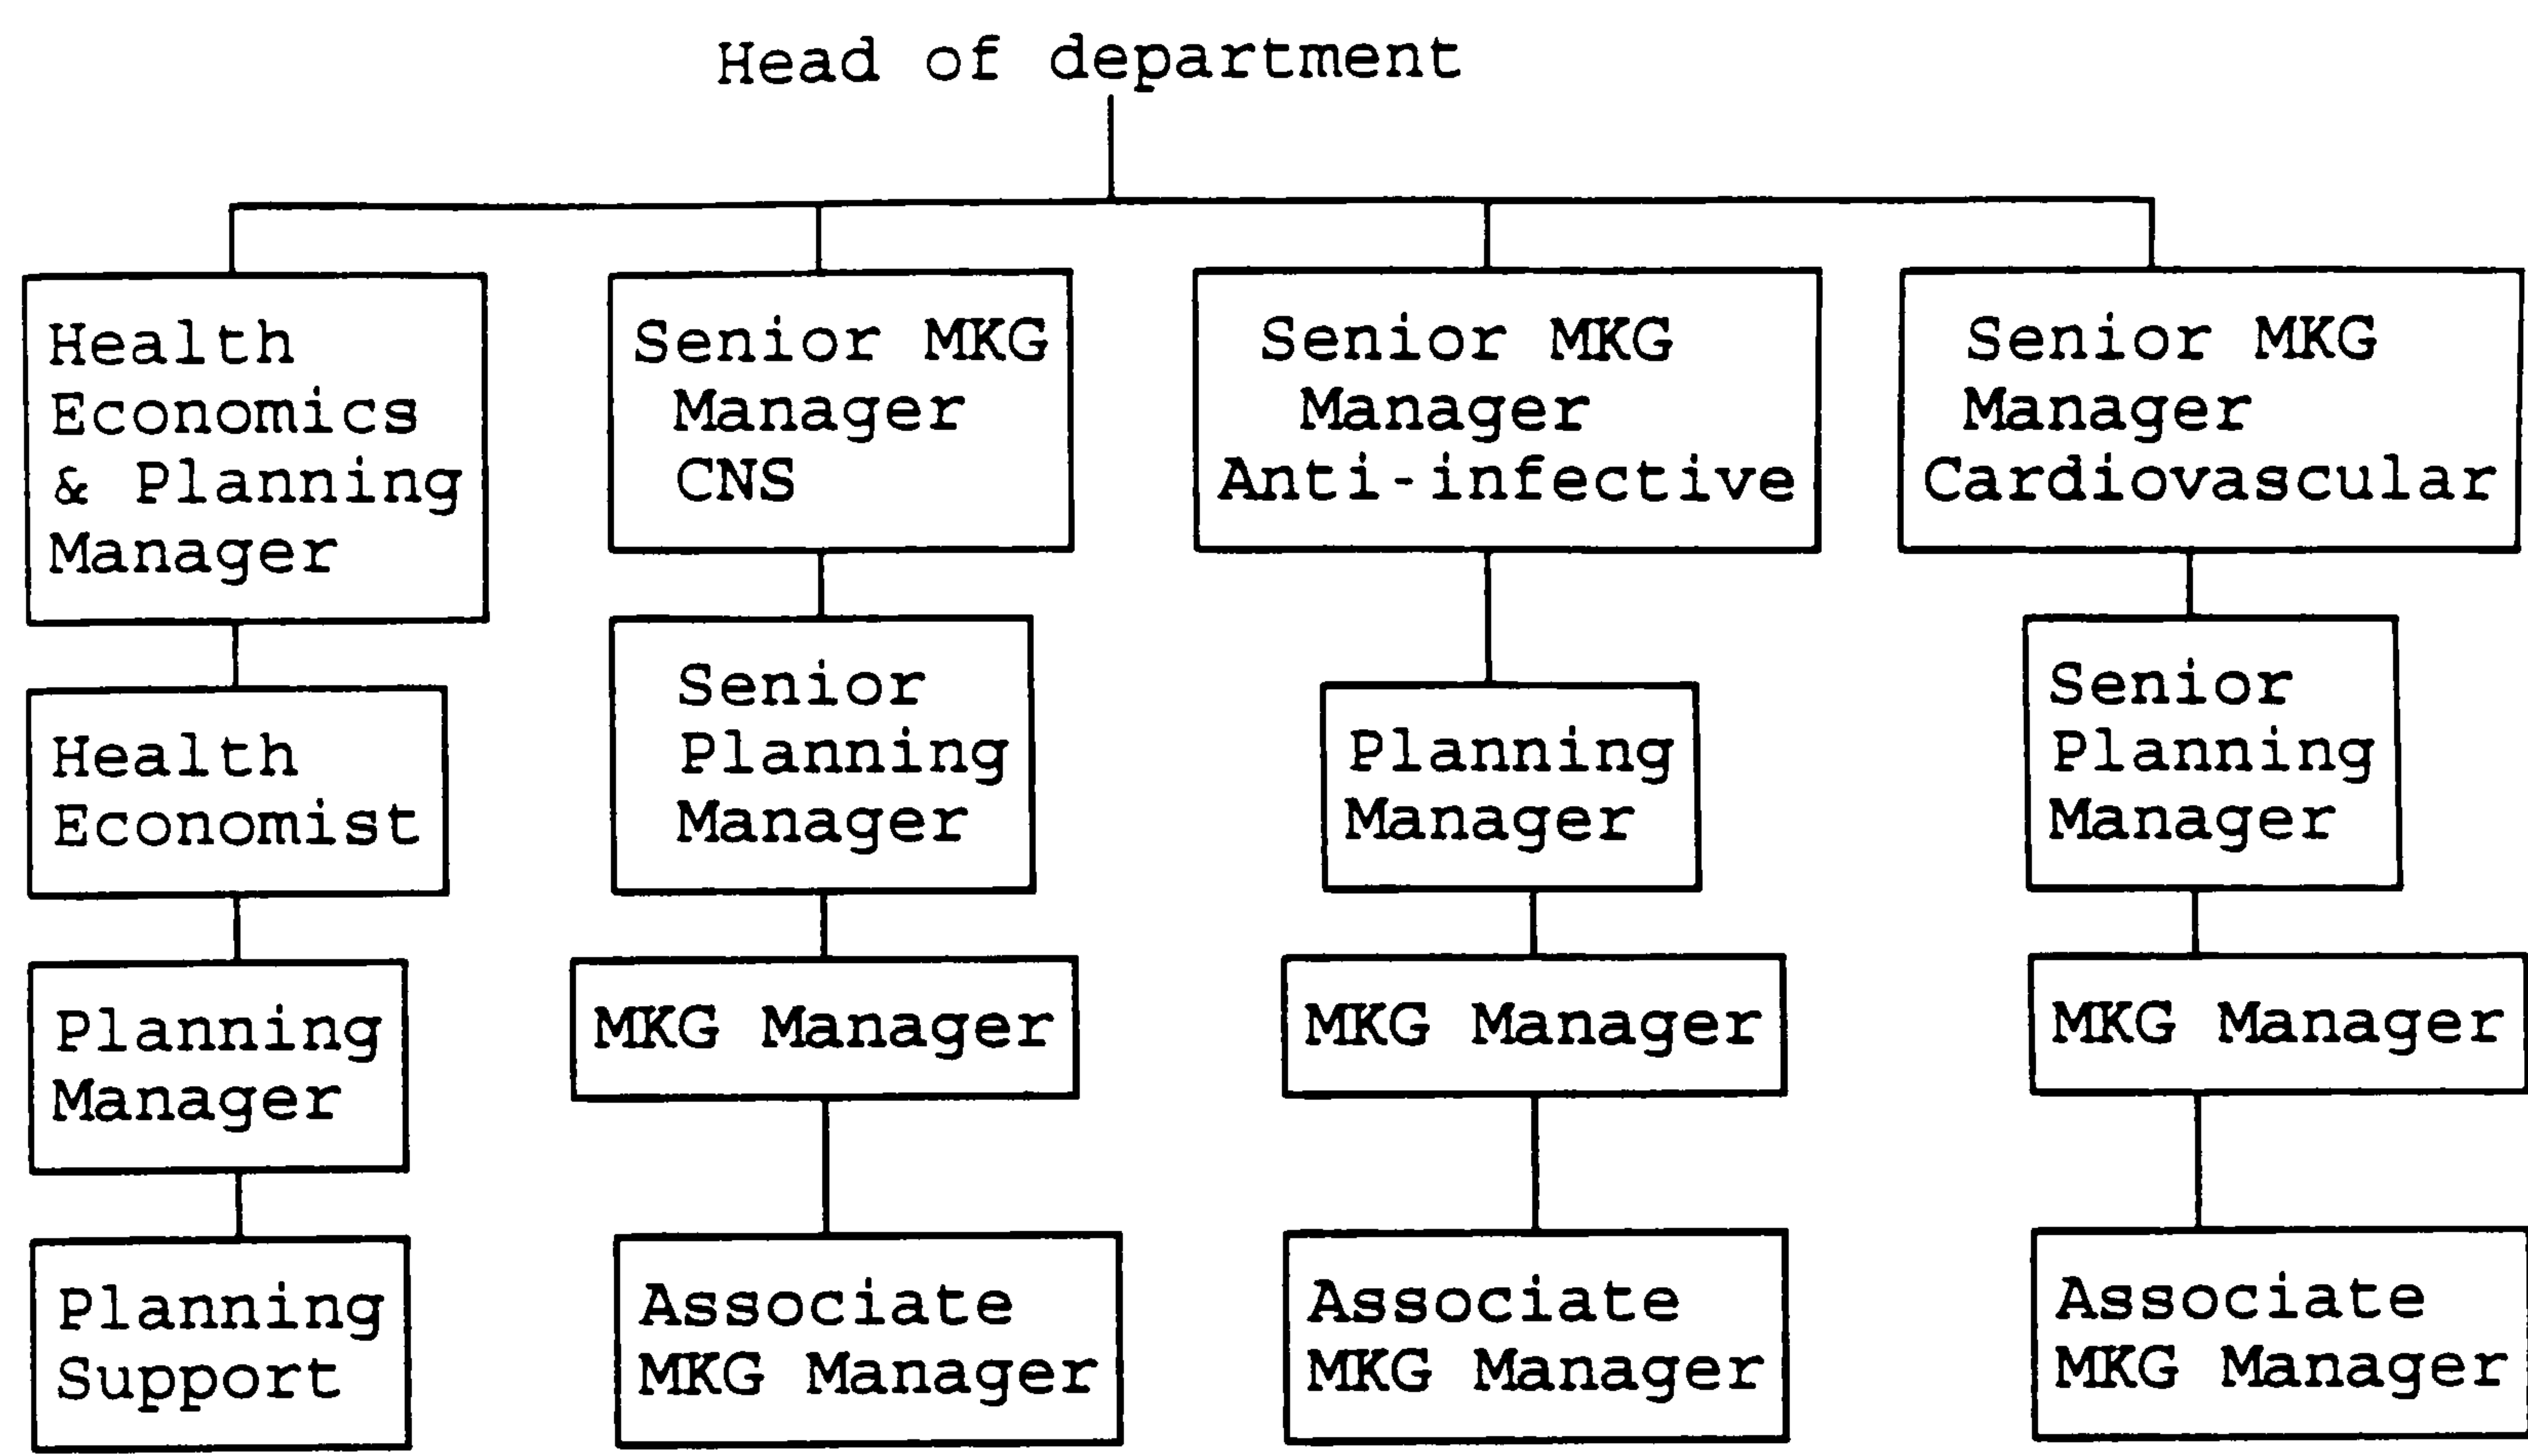 Head of department
Health
Economics
& Planning
Manager
Senior MKG
Manager
CNS
Senior MKG
Manager
Anti-infective
Senior MKG
Manager
Cardiovascular
Health
Economist
Senior
Planning
Manager
Planning
Manager
Senior
Planning
Manager
Planning
Manager
MKG Manager
MKG Manager
MKG Manager
Planning
Support
Associate
MKG Manager
Associate
MKG Manager
Associate
MKG Manager